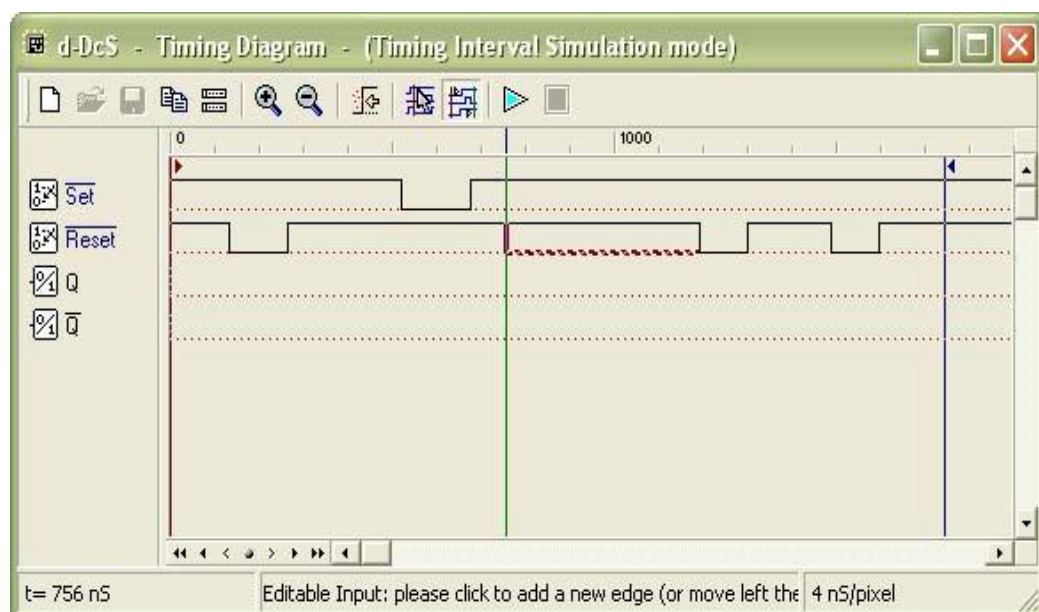 d-DcS - Timing Diagram - (Timing Interval Simulation mode)
0 1000
Set
Reset
Q
Q̅
t= 756 nS Editable Input: please click to add a new edge (or move left the 4 nS/pixel